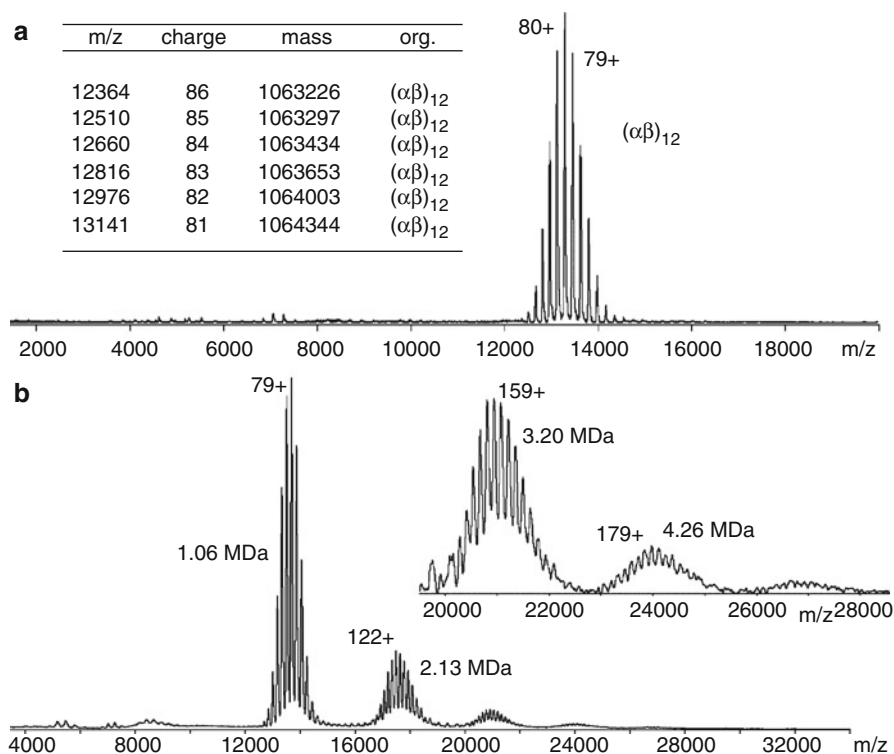 a
m/z charge mass org.
12364 86 1063226 (αβ)12
12510 85 1063297 (αβ)12
12660 84 1063434 (αβ)12
12816 83 1063653 (αβ)12
12976 82 1064003 (αβ)12
13141 81 1064344 (αβ)12
80+
79+
(αβ)12
2000 4000 6000 8000 10000 12000 14000 16000 18000 m/z
b
79+
1.06 MDa
122+
2.13 MDa
159+
3.20 MDa
179+
4.26 MDa
20000 22000 24000 26000 m/z 28000
4000 8000 12000 16000 20000 24000 28000 32000 m/z